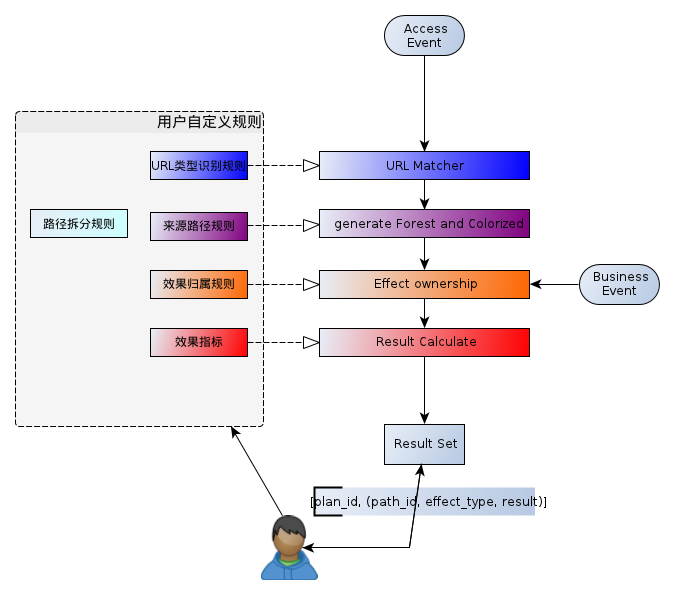 Access
Event
用户自定义规则
URL类型识别规则
URL Matcher
路径拆分规则
来源路径规则
generate Forest and Colorized
效果归属规则
Effect ownership
Business
Event
效果指标
Result Calculate
Result Set
[plan_id, (path_id, effect_type, result)]